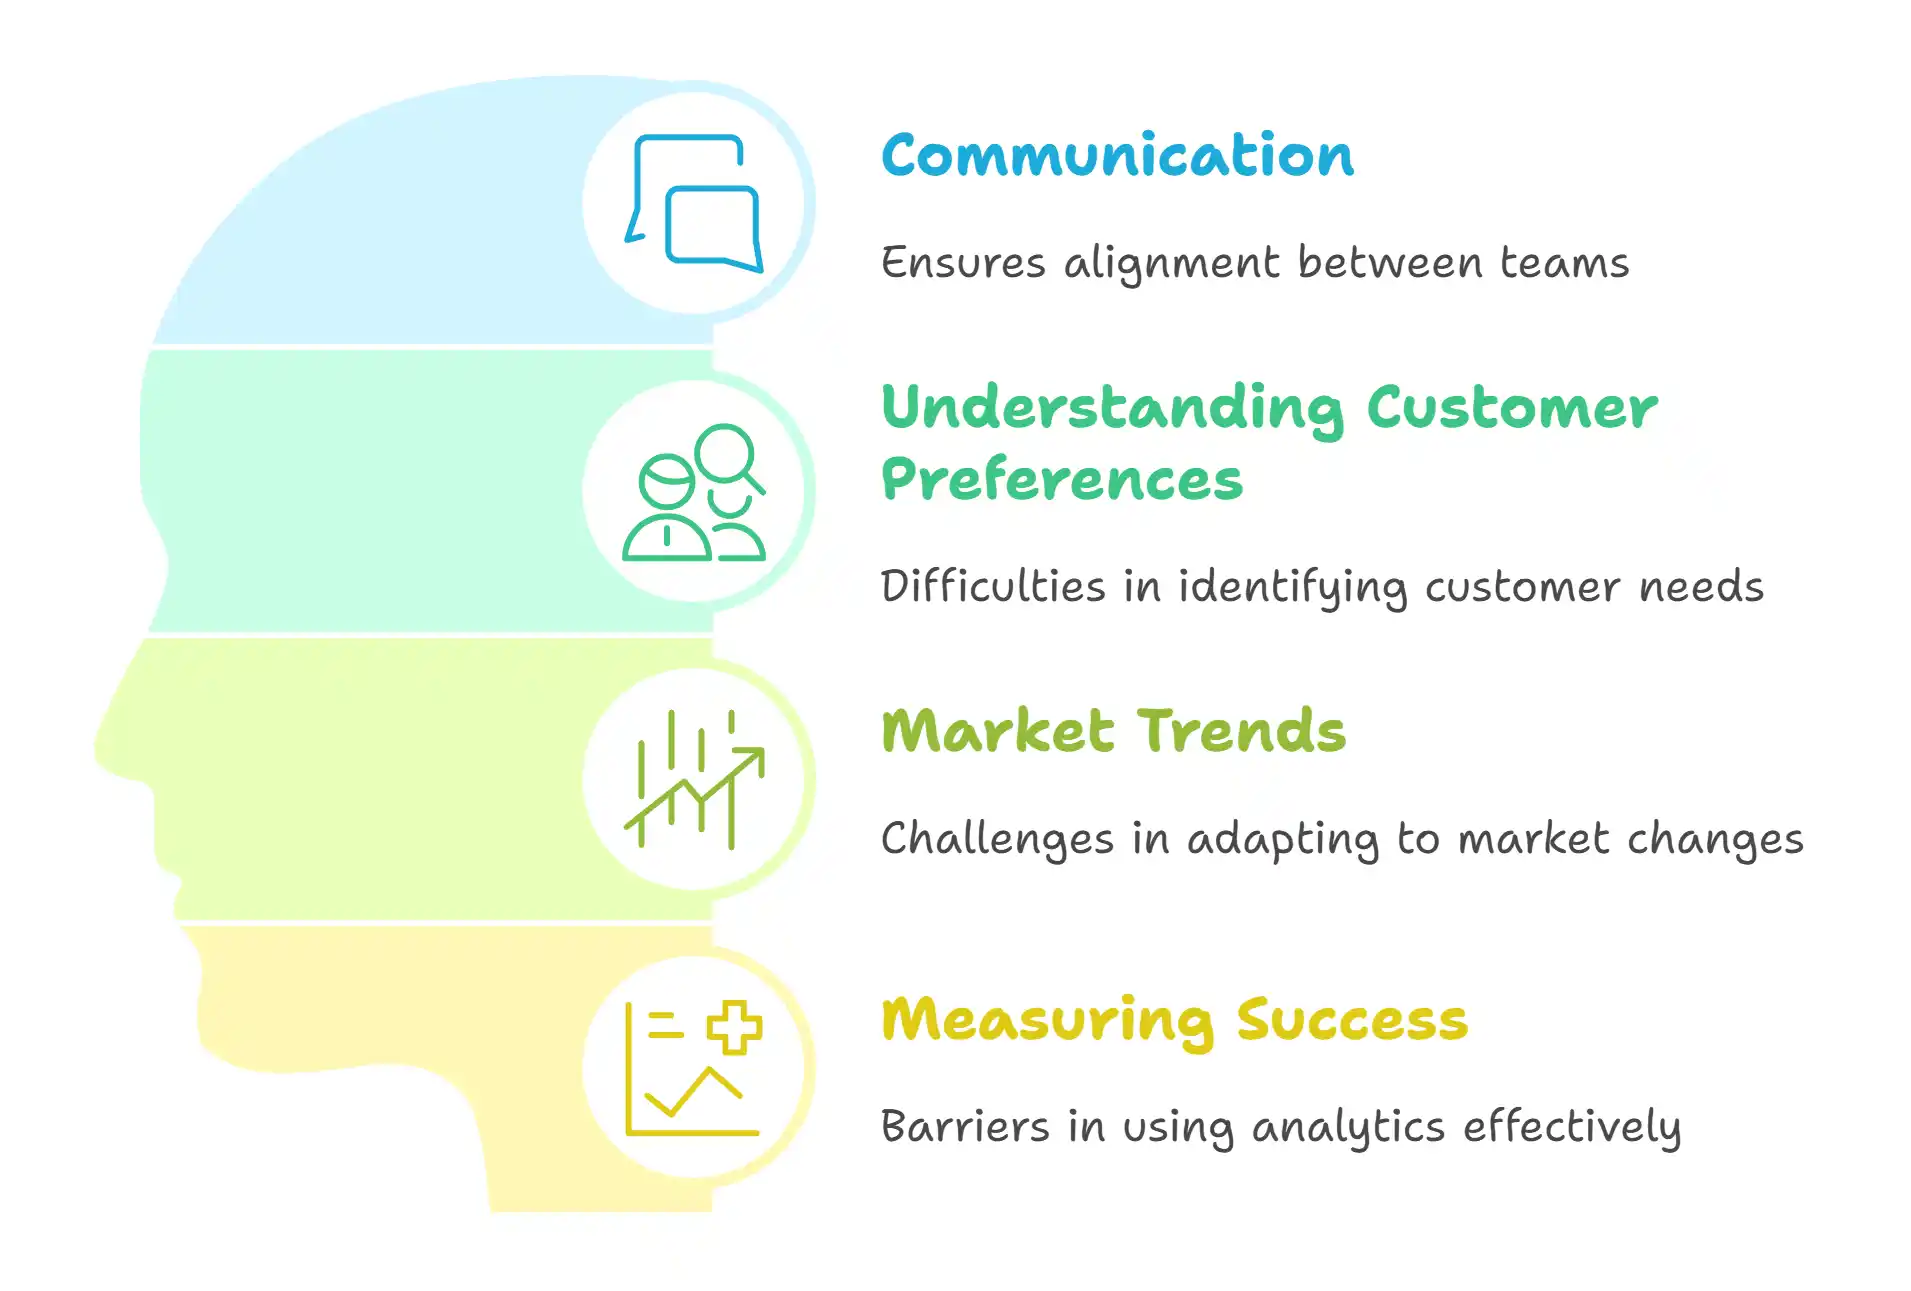 Communication
Ensures alignment between teams
Understanding Customer
Preferences
Difficulties in identifying customer needs
Market Trends
Challenges in adapting to market changes
Measuring Success
Barriers in using analytics effectively